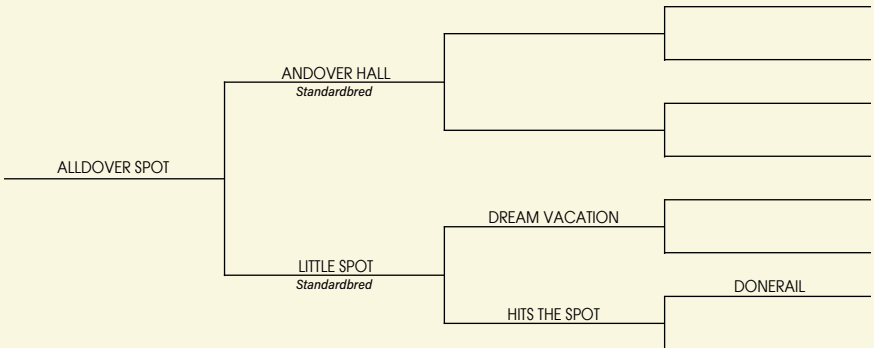 ANDOVER HALL
Standardbred
ALLDOVER SPOT
DREAM VACATION
LITTLE SPOT
Standardbred
DONERAIL
HITS THE SPOT